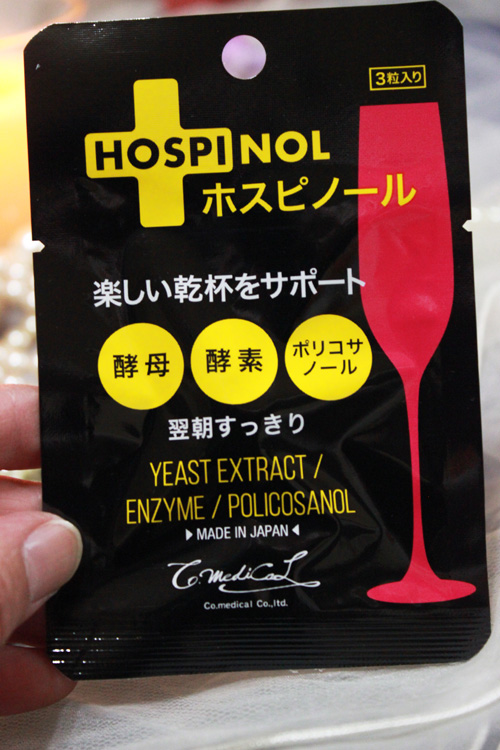 3粒入り
HOSPINOL
ホスピノール
楽しい乾杯をサポート
酵母
酵素
ポリコサ
ノール
翌朝すっきり
YEAST EXTRACT /
ENZYME / POLICOSANOL
▶ MADE IN JAPAN ◀
C.mediCaL
Co.medical Co.,ltd.